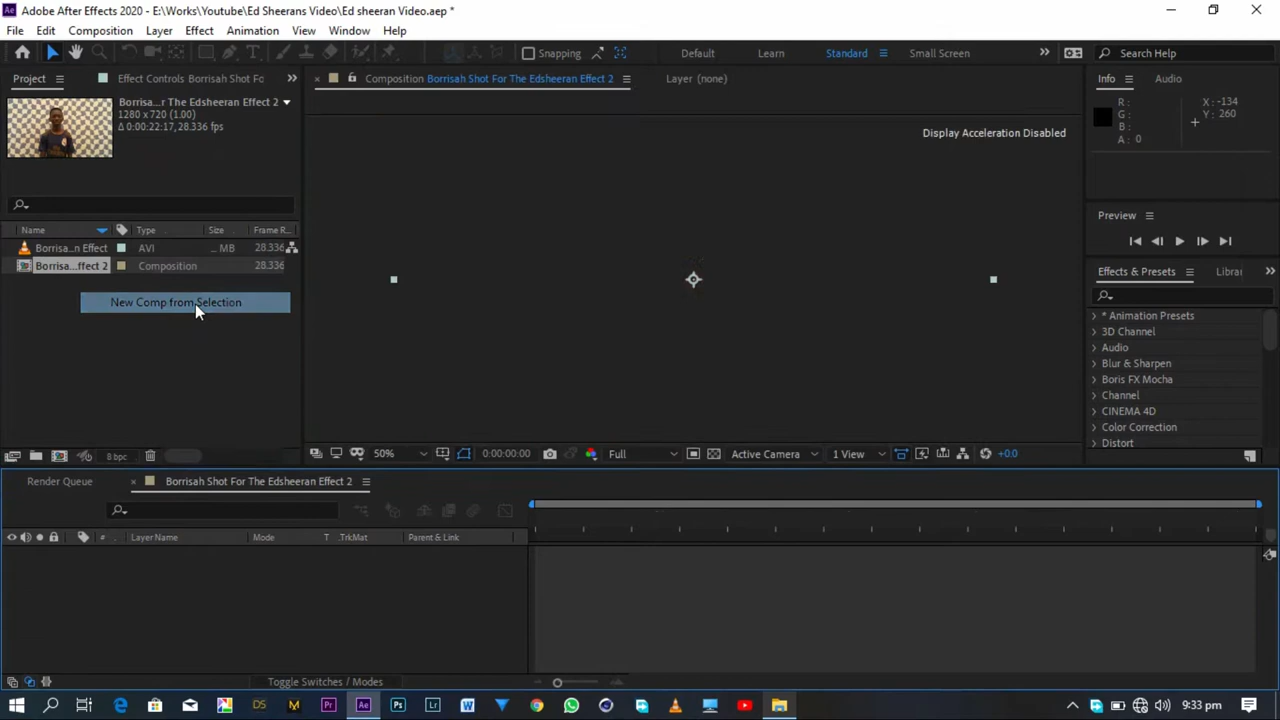 Adobe After Effects 2020 - E:\Works\Youtube\Ed Sheerans Video\Ed sheeran Video.aep *
File Edit Composition Layer Effect Animation View Window Help
Snapping Default Learn Standard Small Screen Search Help
Project Effect Controls Borrisah Shot Fc
Composition Borrisah Shot For The Edsheeran Effect 2 Layer (none)
Info Audio
Borrisa...r The Edsheeran Effect 2
1280 x 720 (1.00)
Δ 0:00:22:17, 28.336 fps
R :
G :
B :
A : 0
X : -134
Y : 260
Display Acceleration Disabled
Preview
Name Type Size Frame R...
Borrisa...n Effect AVI ... MB 28.336
Borrisa...ffect 2 Composition 28.336
New Comp from Selection
Effects & Presets Librai
* Animation Presets
3D Channel
Audio
Blur & Sharpen
Boris FX Mocha
Channel
CINEMA 4D
Color Correction
Distort
8 bpc
50% 0:00:00:00 Full Active Camera 1 View +0.0
Render Queue Borrisah Shot For The Edsheeran Effect 2
# Layer Name Mode T .TrkMat Parent & Link
Toggle Switches / Modes
9:33 pm